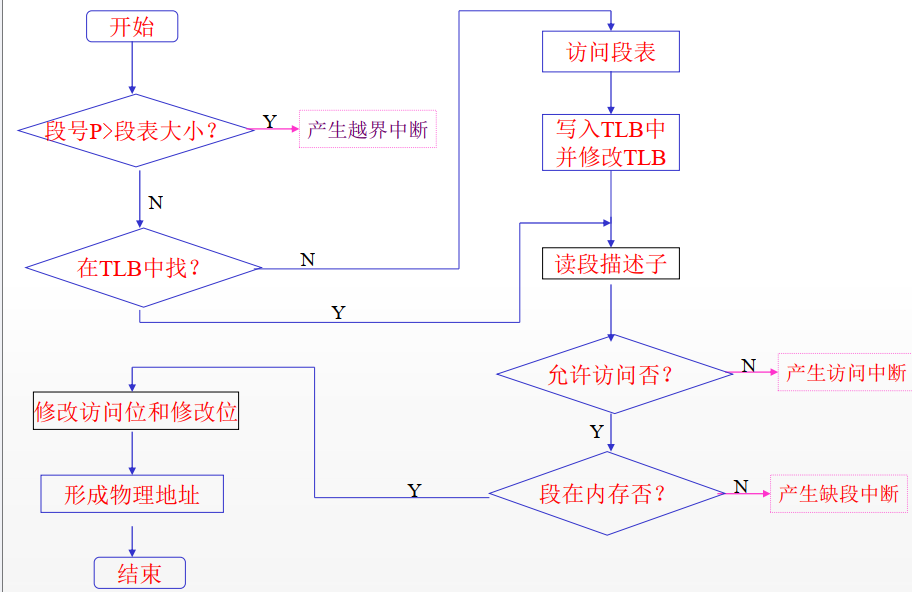 开始
段号P>段表大小？
Y
产生越界中断
N
在TLB中找？
N
Y
访问段表
写入TLB中
并修改TLB
读段描述子
允许访问否？
N
产生访问中断
Y
段在内存否？
N
产生缺段中断
Y
修改访问位和修改位
形成物理地址
结束